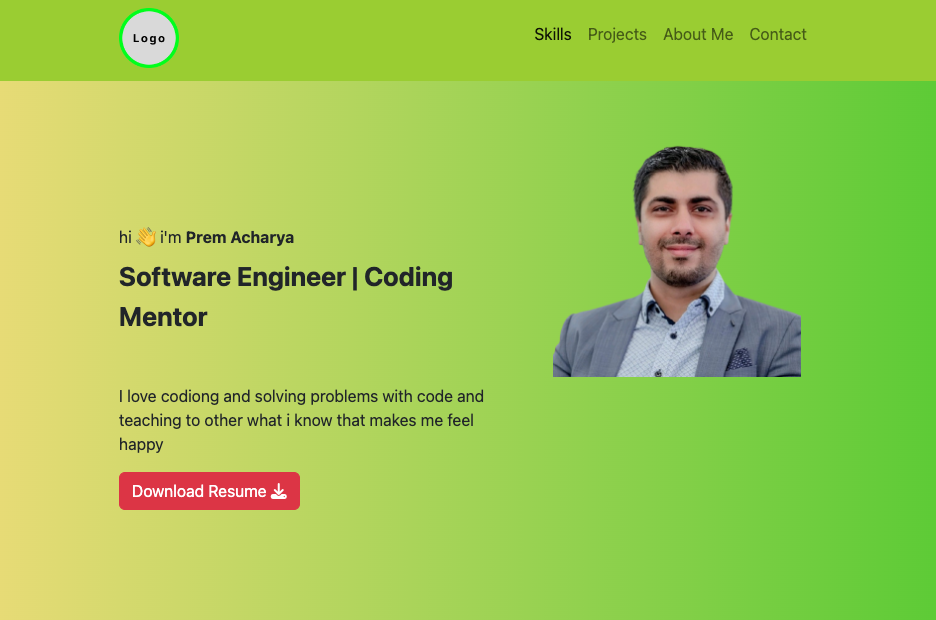 Logo
Skills Projects About Me Contact
hi 👋 i'm Prem Acharya
Software Engineer | Coding
Mentor
I love codiong and solving problems with code and
teaching to other what i know that makes me feel
happy
Download Resume